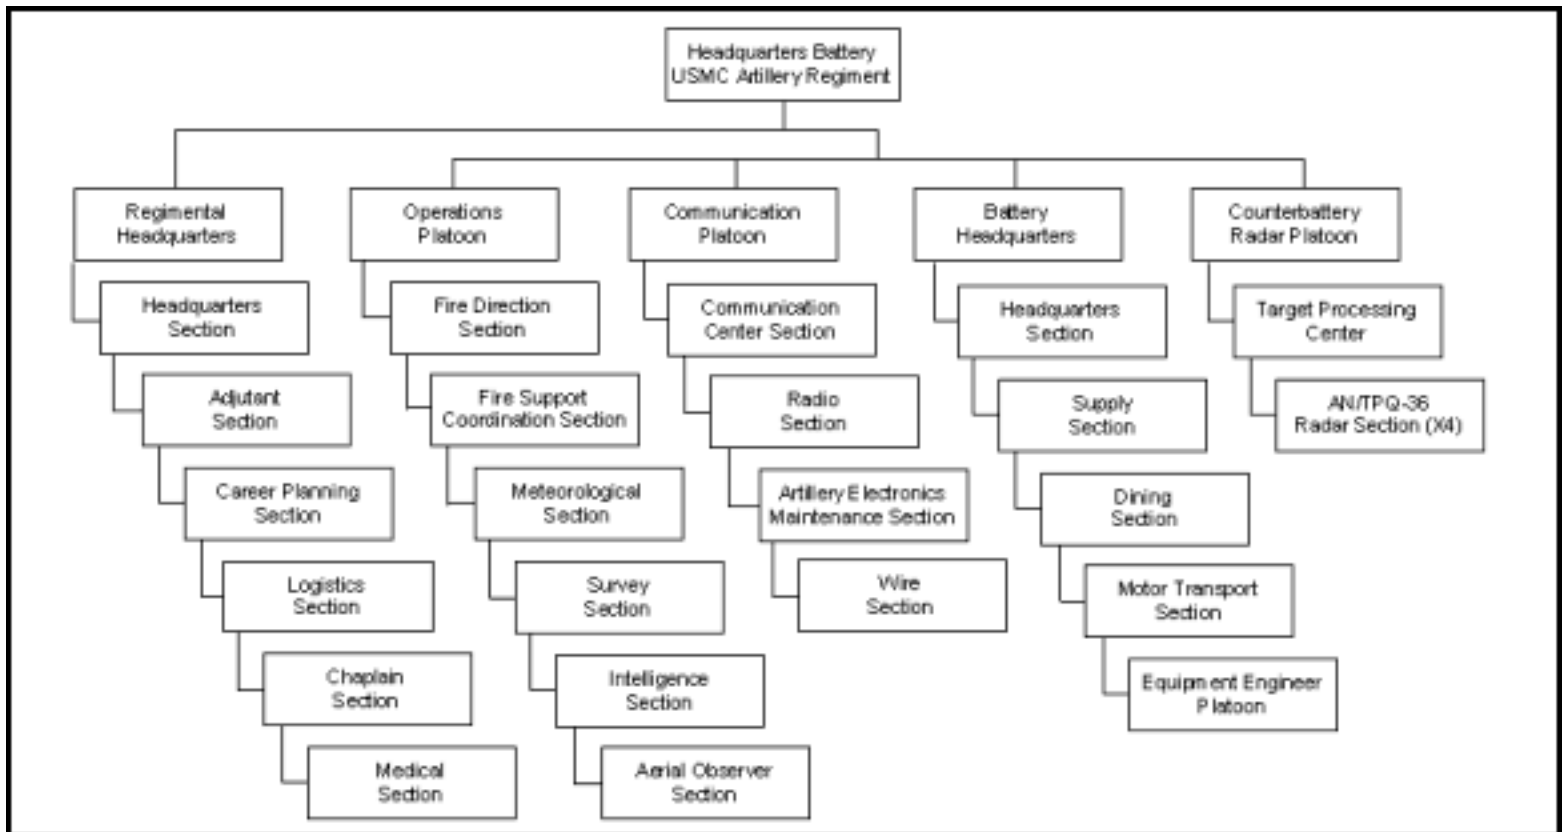 Headquarters Battery
USMC Artillery Regiment
Regimental
Headquarters
Operations
Platoon
Communication
Platoon
Battery
Headquarters
Counterbattery
Radar Platoon
Headquarters
Section
Adjutant
Section
Career Planning
Section
Logistics
Section
Chaplain
Section
Medical
Section
Fire Direction
Section
Fire Support
Coordination Section
Meteorological
Section
Survey
Section
Intelligence
Section
Aerial Observer
Section
Communication
Center Section
Radio
Section
Artillery Electronics
Maintenance Section
Wire
Section
Headquarters
Section
Supply
Section
Dining
Section
Motor Transport
Section
Equipment Engineer
Platoon
Target Processing
Center
AN/TPQ-36
Radar Section (X4)